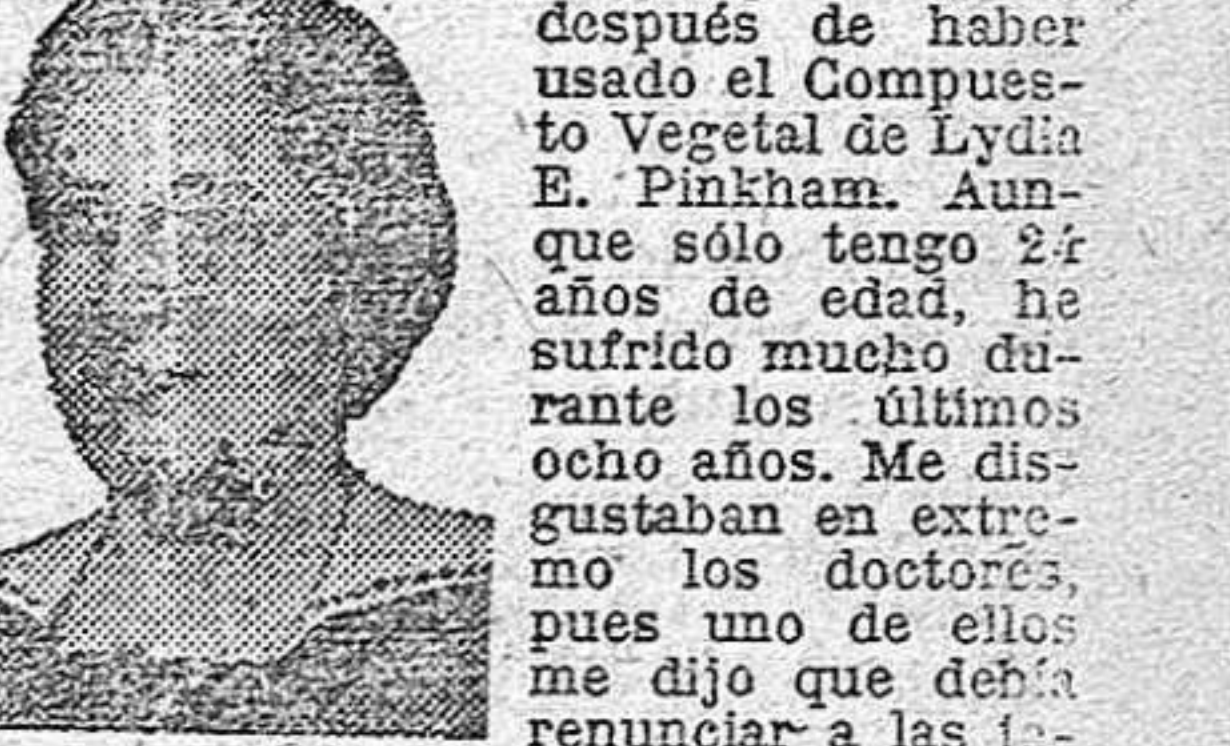 después de haber
usado el Compues-
to Vegetal de Lydia
E. Pinkham. Aun-
que sólo tengo
años de edad, he
sufrido mucho du-
rante los últimos
ocho años. Me dis-
gustaban en extre-
mo los doctores,
pues uno de ellos
me dijo que debía
renunciar a las